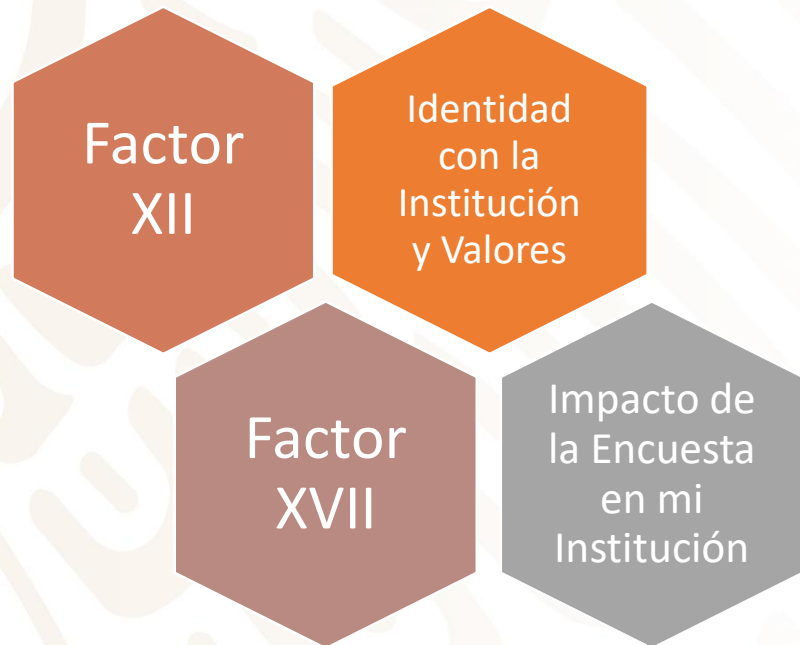 Factor
XII
Identidad
con la
Institución
y Valores
Factor
XVII
Impacto de
la Encuesta
en mi
Institución